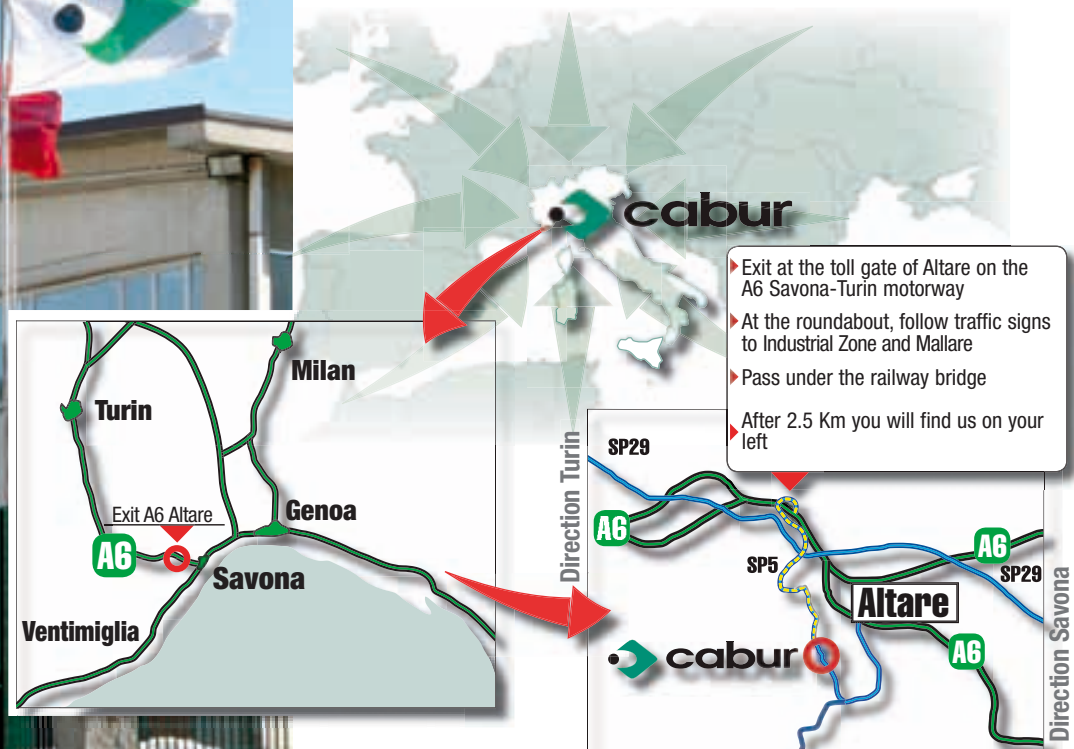 cabur
Exit at the toll gate of Altare on the
A6 Savona-Turin motorway
At the roundabout, follow traffic signs
to Industrial Zone and Mallare
Pass under the railway bridge
After 2.5 Km you will find us on your
left
Milan
Turin
Exit A6 Altare
Genoa
A6
Savona
Ventimiglia
Direction Turin
SP29
A6
A6
SP5
SP29
Altare
cabur
A6
Direction Savona